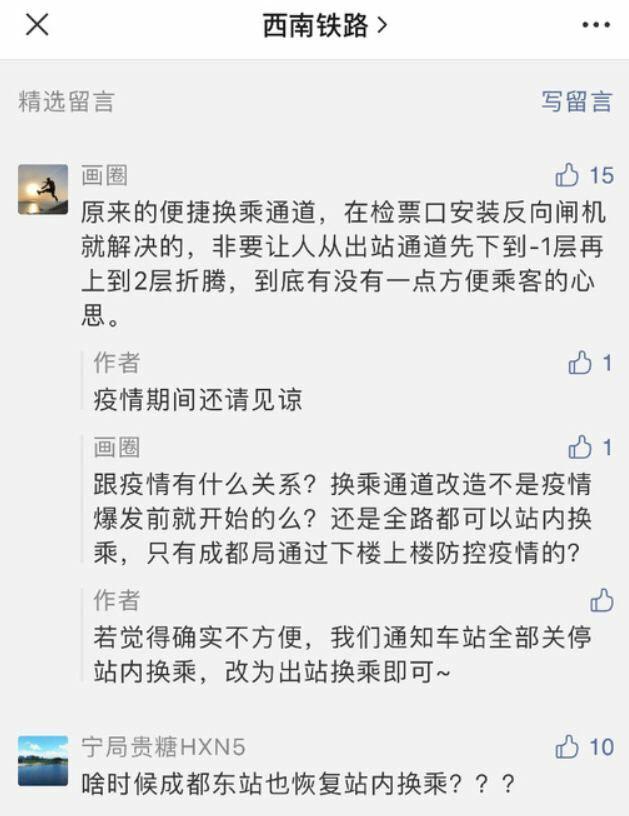 西南铁路
精选留言
写留言
画圈
15
原来的便捷换乘通道，在检票口安装反向闸机
就解决的，非要让人从出站通道先下到-1层再
上到2层折腾，到底有没有一点方便乘客的心
思。
作者
1
疫情期间还请见谅
画圈
1
跟疫情有什么关系？换乘通道改造不是疫情
爆发前就开始的么？还是全路都可以站内换
乘，只有成都局通过下楼上楼防控疫情的？
作者
若觉得确实不方便，我们通知车站全部关停
站内换乘，改为出站换乘即可~
宁局贵糖HXN5
10
啥时候成都东站也恢复站内换乘？？？